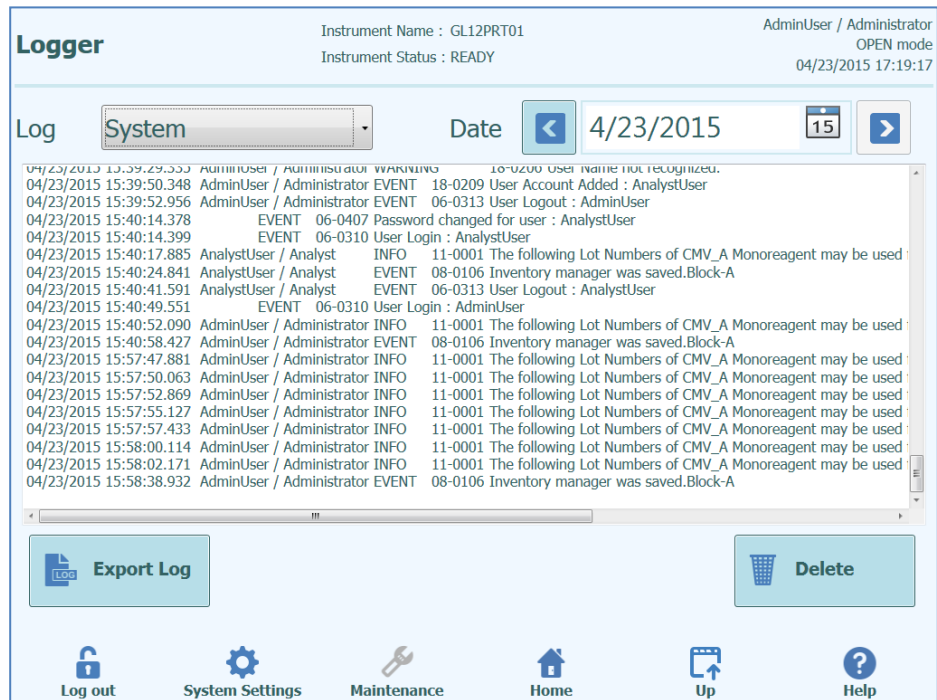 Logger
Instrument Name : GL12PRT01
Instrument Status : READY
AdminUser / Administrator
OPEN mode
04/23/2015 17:19:17
Log System Date 4/23/2015 15
04/23/2015 15:39:29.335 AdminUser / Administrator WARNING 18-0206 User Name not recognized.
04/23/2015 15:39:50.348 AdminUser / Administrator EVENT 18-0209 User Account Added : AnalystUser
04/23/2015 15:39:52.956 AdminUser / Administrator EVENT 06-0313 User Logout : AdminUser
04/23/2015 15:40:14.378 EVENT 06-0407 Password changed for user : AnalystUser
04/23/2015 15:40:14.399 EVENT 06-0310 User Login : AnalystUser
04/23/2015 15:40:17.885 AnalystUser / Analyst INFO 11-0001 The following Lot Numbers of CMV_A Monoreagent may be used
04/23/2015 15:40:24.841 AnalystUser / Analyst EVENT 08-0106 Inventory manager was saved.Block-A
04/23/2015 15:40:41.591 AnalystUser / Analyst EVENT 06-0313 User Logout : AnalystUser
04/23/2015 15:40:49.551 EVENT 06-0310 User Login : AdminUser
04/23/2015 15:40:52.090 AdminUser / Administrator INFO 11-0001 The following Lot Numbers of CMV_A Monoreagent may be used
04/23/2015 15:40:58.427 AdminUser / Administrator EVENT 08-0106 Inventory manager was saved.Block-A
04/23/2015 15:57:47.881 AdminUser / Administrator INFO 11-0001 The following Lot Numbers of CMV_A Monoreagent may be used
04/23/2015 15:57:50.063 AdminUser / Administrator INFO 11-0001 The following Lot Numbers of CMV_A Monoreagent may be used
04/23/2015 15:57:52.869 AdminUser / Administrator INFO 11-0001 The following Lot Numbers of CMV_A Monoreagent may be used
04/23/2015 15:57:55.127 AdminUser / Administrator INFO 11-0001 The following Lot Numbers of CMV_A Monoreagent may be used
04/23/2015 15:57:57.433 AdminUser / Administrator INFO 11-0001 The following Lot Numbers of CMV_A Monoreagent may be used
04/23/2015 15:58:00.114 AdminUser / Administrator INFO 11-0001 The following Lot Numbers of CMV_A Monoreagent may be used
04/23/2015 15:58:02.171 AdminUser / Administrator INFO 11-0001 The following Lot Numbers of CMV_A Monoreagent may be used
04/23/2015 15:58:38.932 AdminUser / Administrator EVENT 08-0106 Inventory manager was saved.Block-A
LOG Export Log Delete
Log out System Settings Maintenance Home Up Help